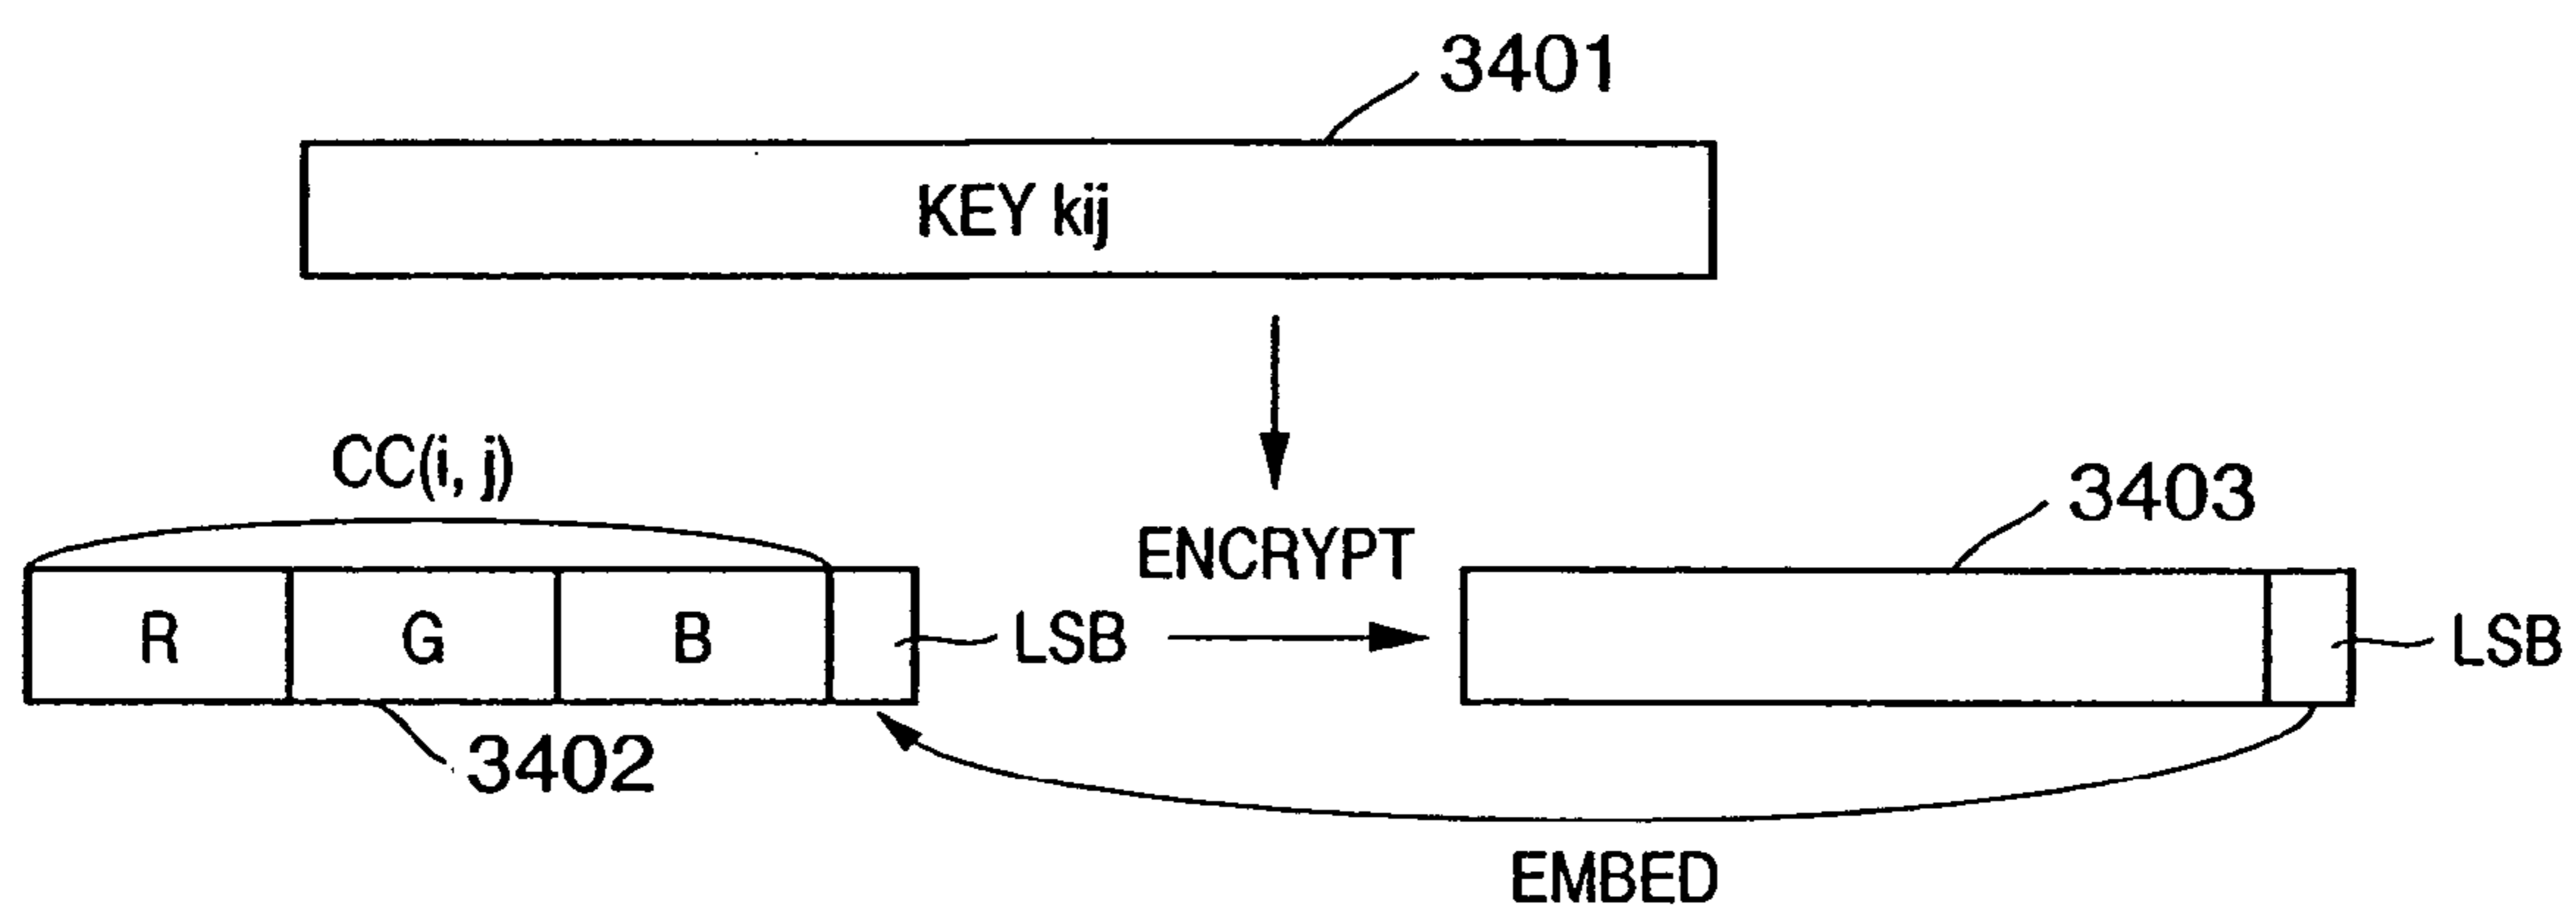 3401
KEY kij
CC(i, j)
3403
ENCRYPT
R G B LSB LSB
3402
EMBED